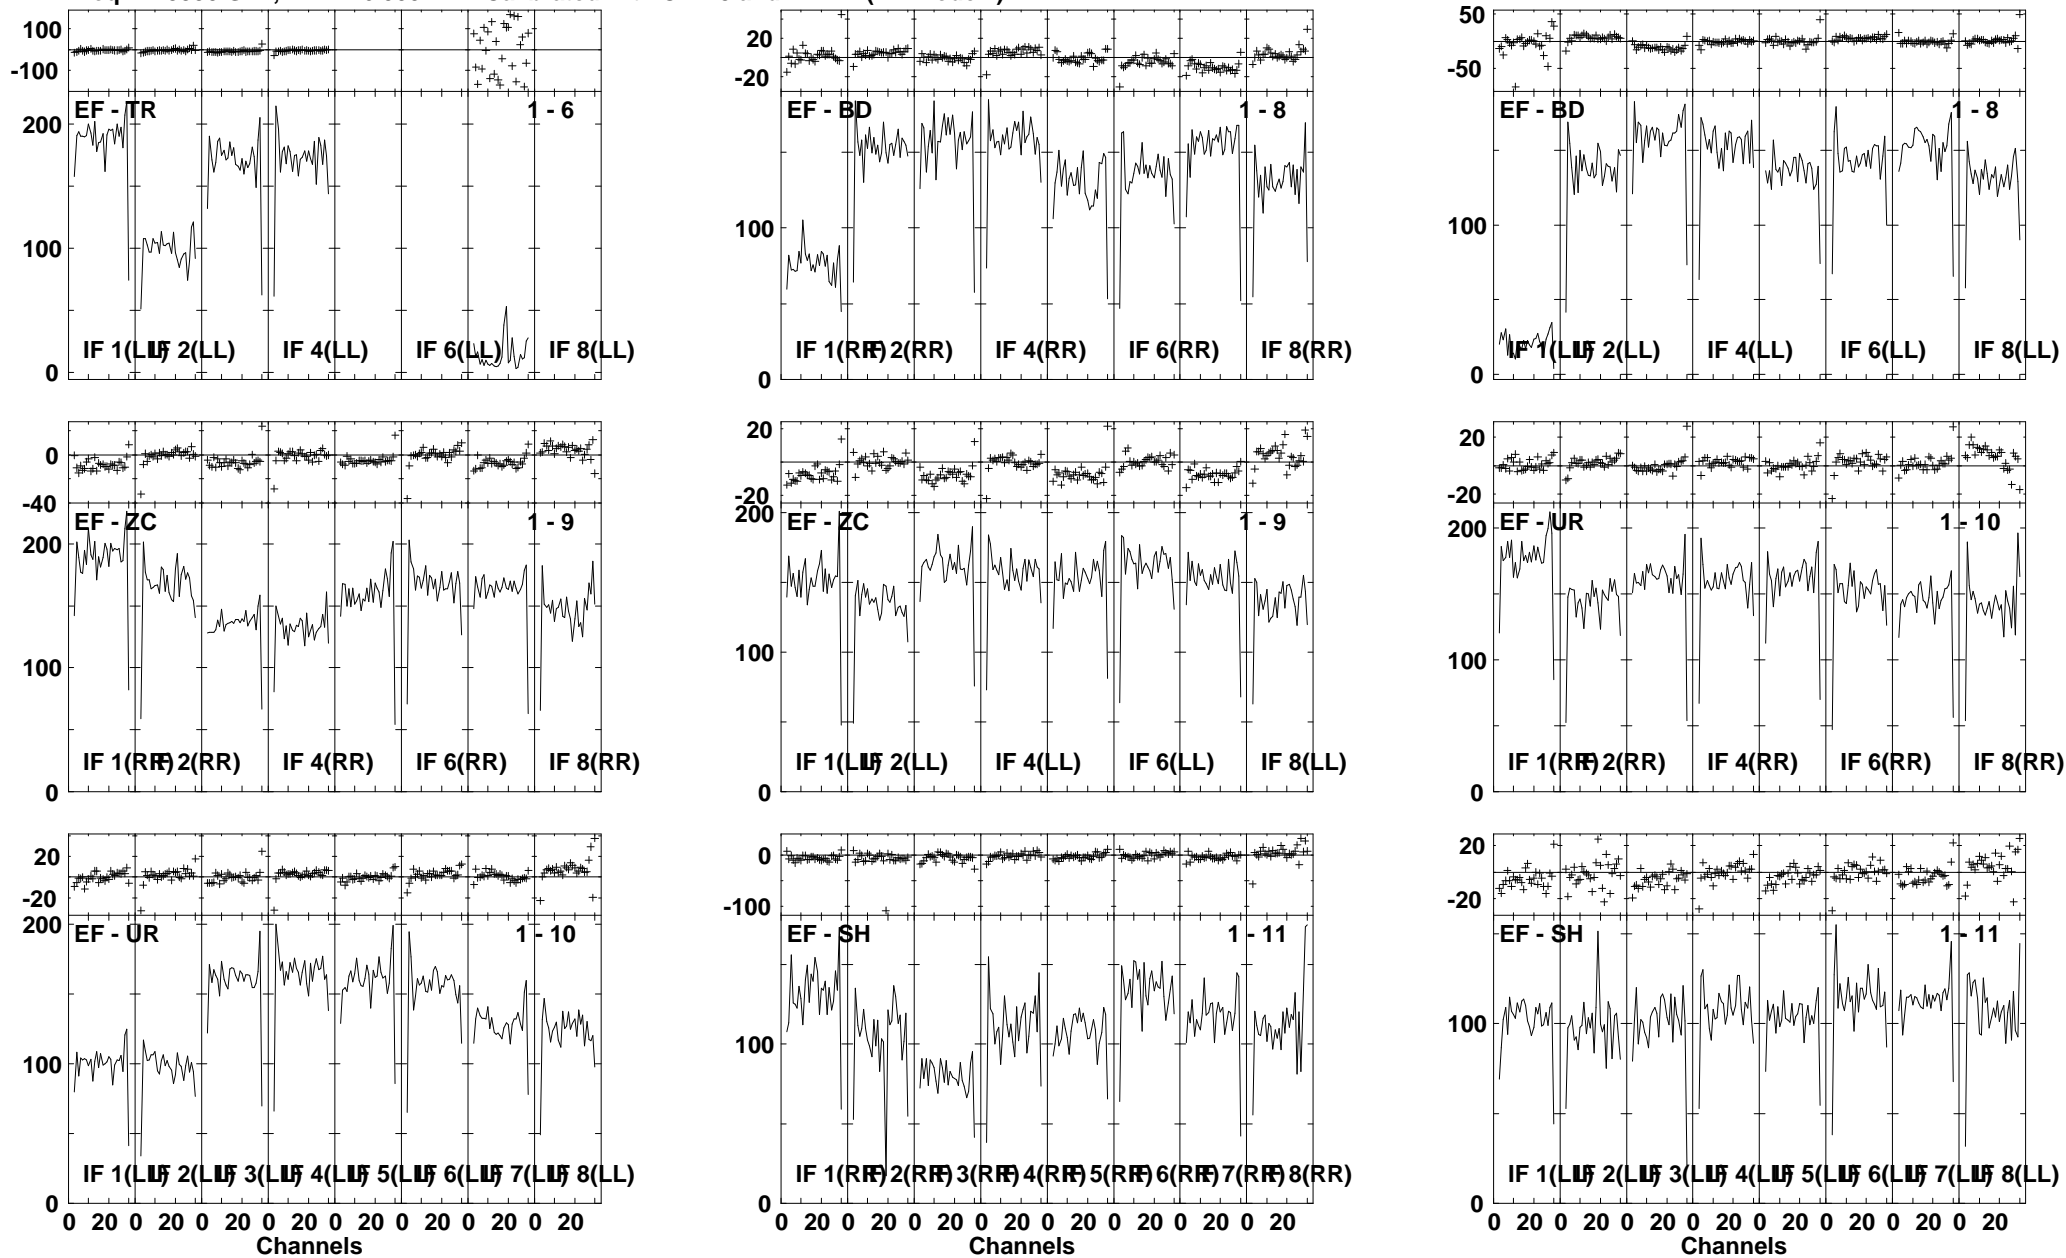 100
-100
20
-20
50
-50
EF - TR 1 - 6
EF - BD 1 - 8
EF - BD 1 - 8
200
100
0
100
0
100
0
IF 1(LL) IF 2(LL) IF 4(LL) IF 6(LL) IF 8(LL)
IF 1(RR) IF 2(RR) IF 4(RR) IF 6(RR) IF 8(RR)
IF 1(LL) IF 2(LL) IF 4(LL) IF 6(LL) IF 8(LL)
0
-40
20
-20
20
-20
EF - ZC 1 - 9
EF - ZC 1 - 9
EF - UR 1 - 10
200
100
0
200
100
0
200
100
0
IF 1(RR) IF 2(RR) IF 4(RR) IF 6(RR) IF 8(RR)
IF 1(LL) IF 2(LL) IF 4(LL) IF 6(LL) IF 8(LL)
IF 1(RR) IF 2(RR) IF 4(RR) IF 6(RR) IF 8(RR)
20
-20
0
-100
20
-20
EF - UR 1 - 10
EF - SH 1 - 11
EF - SH 1 - 11
200
100
0
100
0
100
0
IF 1(LL) IF 2(LL) IF 3(LL) IF 4(LL) IF 5(LL) IF 6(LL) IF 7(LL) IF 8(LL)
IF 1(RR) IF 2(RR) IF 3(RR) IF 4(RR) IF 5(RR) IF 6(RR) IF 7(RR) IF 8(RR)
IF 1(LL) IF 2(LL) IF 3(LL) IF 4(LL) IF 5(LL) IF 6(LL) IF 7(LL) IF 8(LL)
0 20 0 20 0 20 0 20 0 20 0 20 0 20 0 20
0 20 0 20 0 20 0 20 0 20 0 20 0 20 0 20
0 20 0 20 0 20 0 20 0 20 0 20 0 20 0 20
Channels
Channels
Channels